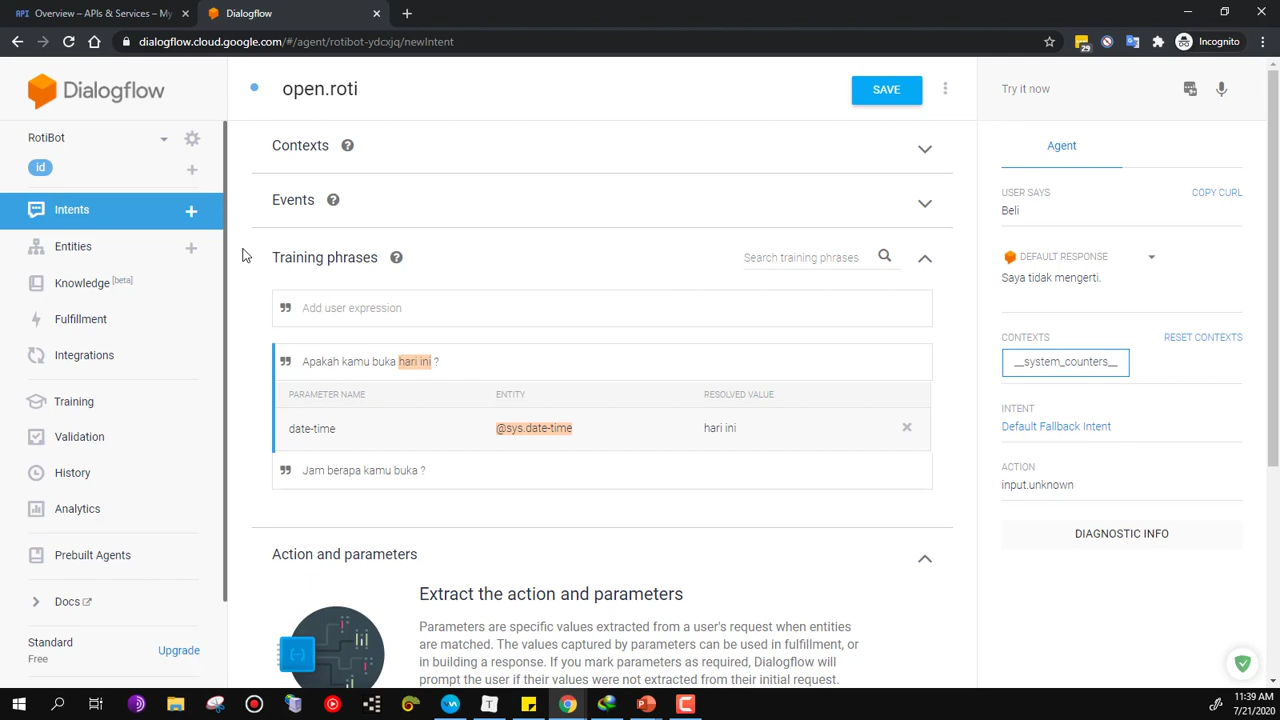 API Overview – APIs & Services – My
Dialogflow
dialogflow.cloud.google.com/#/agent/rotibot-ydcxjq/newIntent
29
Incognito
Dialogflow
RotiBot
id
Intents
Entities
Knowledge [beta]
Fulfillment
Integrations
Training
Validation
History
Analytics
Prebuilt Agents
Docs
Standard
Free
Upgrade
open.roti
SAVE
Contexts
Events
Training phrases
Search training phrases
Add user expression
Apakah kamu buka hari ini ?
PARAMETER NAME ENTITY RESOLVED VALUE
date-time @sys.date-time hari ini
Jam berapa kamu buka ?
Action and parameters
Extract the action and parameters
Parameters are specific values extracted from a user's request when entities
are matched. The values captured by parameters can be used in fulfillment, or
in building a response. If you mark parameters as required, Dialogflow will
prompt the user if their values were not extracted from their initial request.
Try it now
Agent
USER SAYS COPY CURL
Beli
DEFAULT RESPONSE
Saya tidak mengerti.
CONTEXTS RESET CONTEXTS
__system_counters__
INTENT
Default Fallback Intent
ACTION
input.unknown
DIAGNOSTIC INFO
11:39 AM
7/21/2020